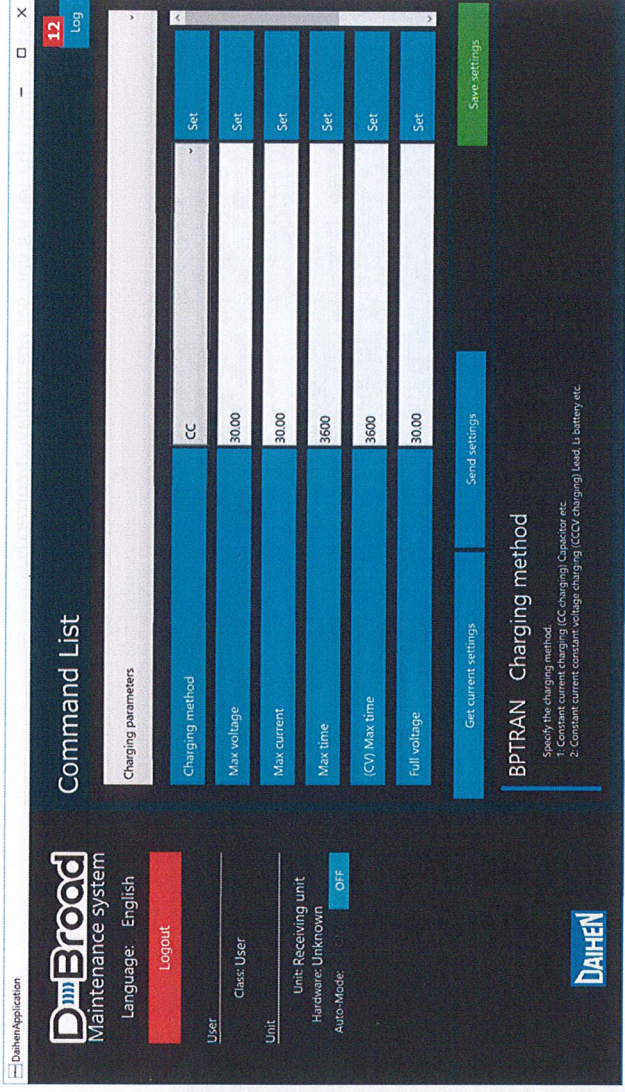 DaihenApplication
D-Broad
Maintenance system
Language: English
Logout
User
Class: User
Unit
Unit: Receiving unit
Hardware: Unknown
Auto-Mode:
OFF
DAIHEN
12
Log
Command List
Charging parameters
Charging method CC Set
Max voltage 30.00 Set
Max current 30.00 Set
Max time 3600 Set
(CV) Max time 3600 Set
Full voltage 30.00 Set
Get current settings Send settings Save settings
BPTRAN Charging method
Specify the charging method.
1: Constant current charging (CC charging) Capacitor etc.
2: Constant current constant voltage charging (CCCV charging) Lead, Li battery etc.